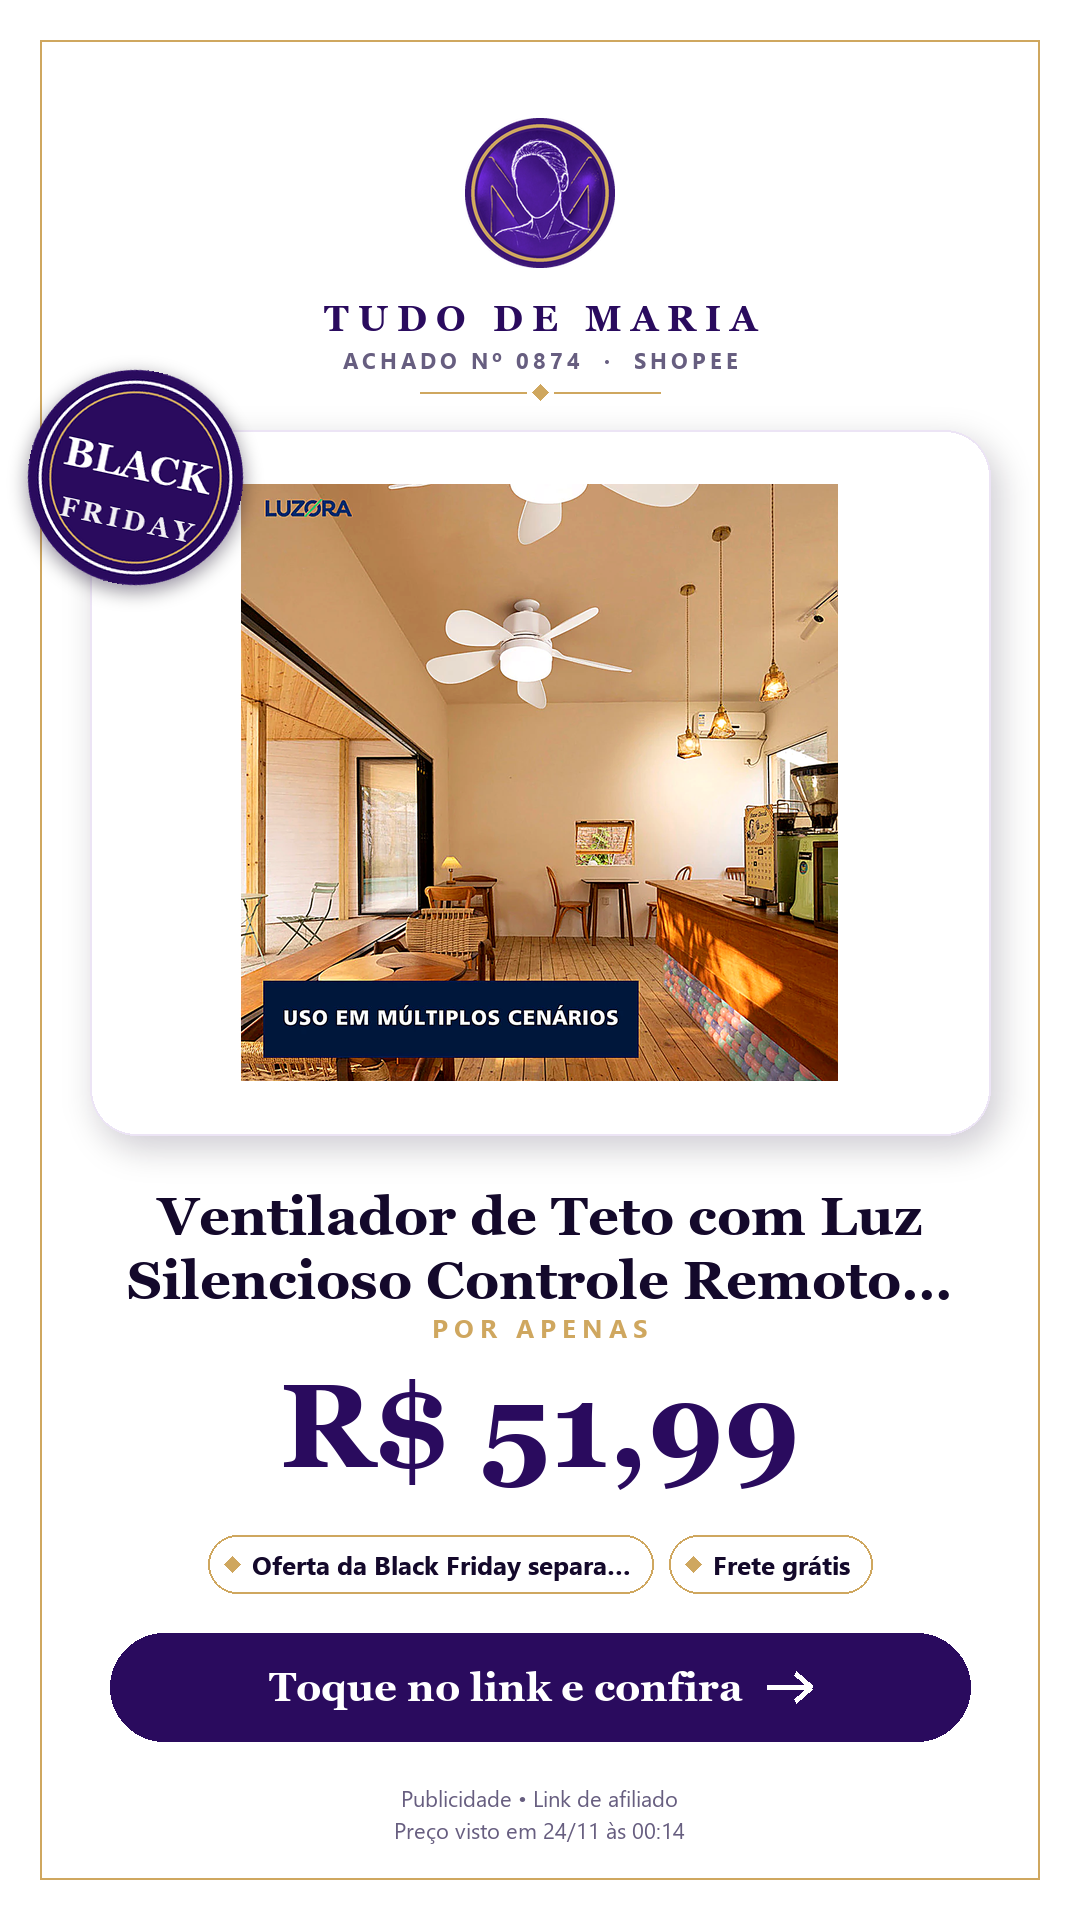 TUDO DE MARIA
ACHADO Nº 0874 · SHOPEE
BLACK
FRIDAY
LUZORA
USO EM MÚLTIPLOS CENÁRIOS
Ventilador de Teto com Luz
Silencioso Controle Remoto...
POR APENAS
R$ 51,99
Oferta da Black Friday separa...
Frete grátis
Toque no link e confira →
Publicidade • Link de afiliado
Preço visto em 24/11 às 00:14